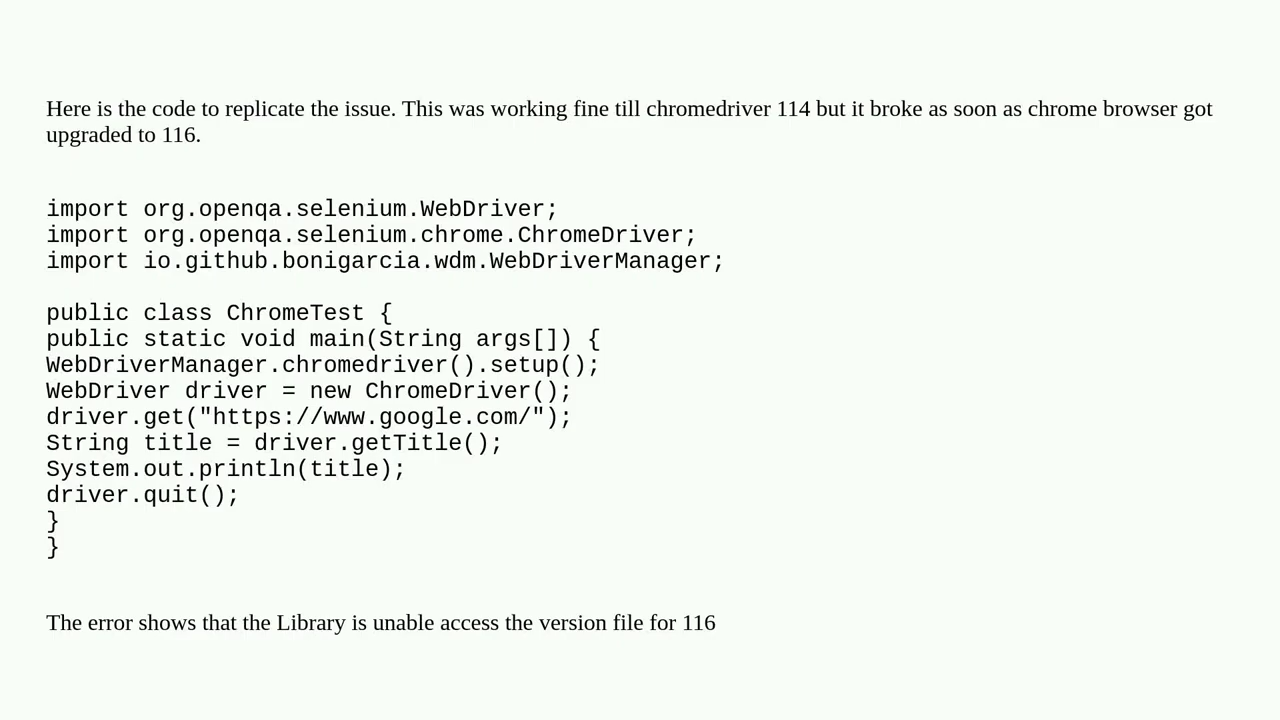 Here is the code to replicate the issue. This was working fine till chromedriver 114 but it broke as soon as chrome browser got
upgraded to 116.
import org.openqa.selenium.WebDriver;
import org.openqa.selenium.chrome.ChromeDriver;
import io.github.bonigarcia.wdm.WebDriverManager;
public class ChromeTest {
public static void main(String args[]) {
WebDriverManager.chromedriver().setup();
WebDriver driver = new ChromeDriver();
driver.get("https://www.google.com/");
String title = driver.getTitle();
System.out.println(title);
driver.quit();
}
}
The error shows that the Library is unable access the version file for 116